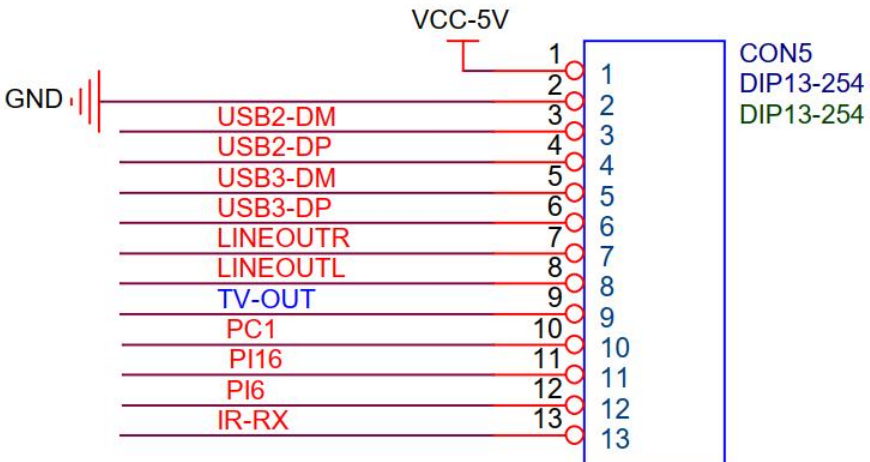 VCC-5V
GND
1 1
2 2
USB2-DM 3 3
USB2-DP 4 4
USB3-DM 5 5
USB3-DP 6 6
LINEOUTR 7 7
LINEOUTL 8 8
TV-OUT 9 9
PC1 10 10
PI16 11 11
PI6 12 12
IR-RX 13 13
CON5
DIP13-254
DIP13-254